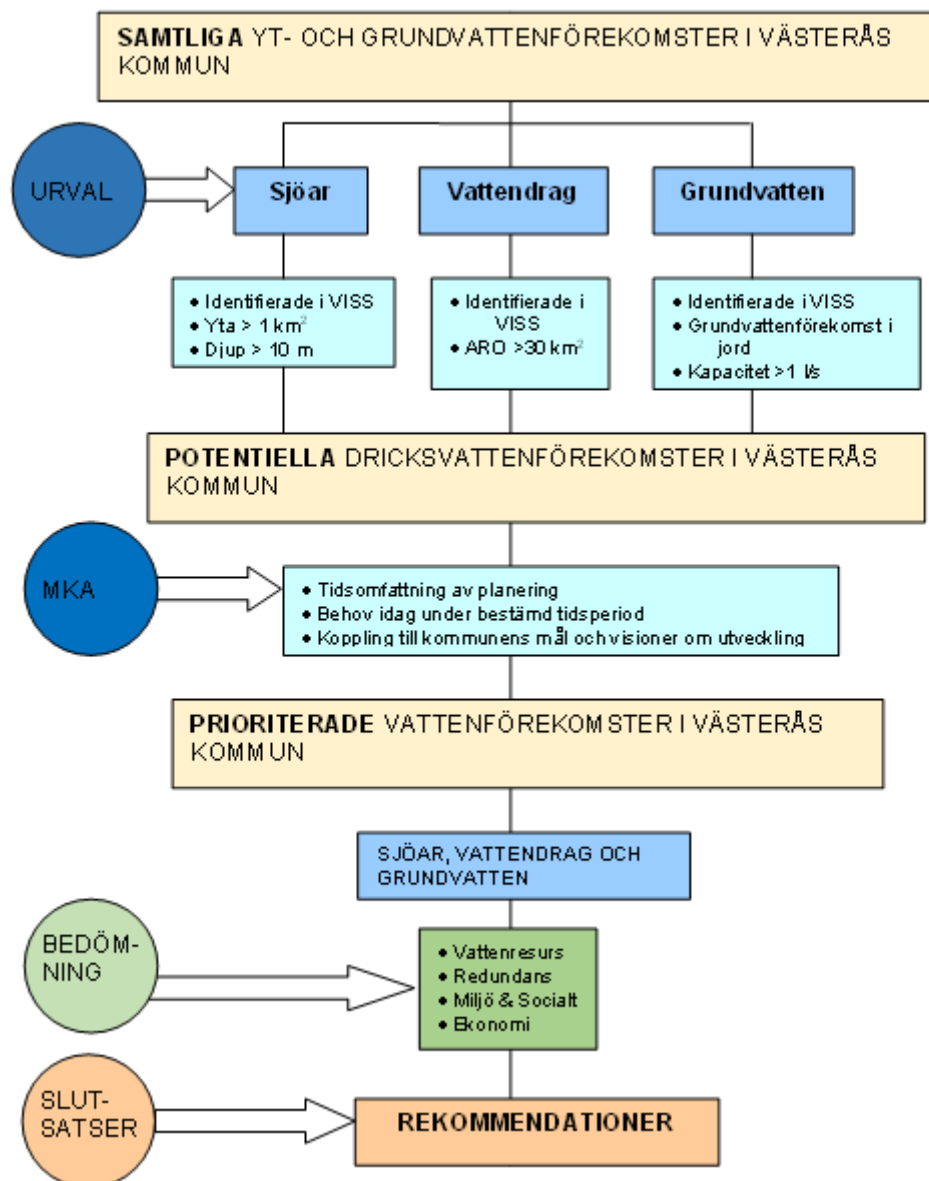 SAMTLIGA YT- OCH GRUNDVATTENFÖREKOMSTER I VÄSTERÅS
KOMMUN
URVAL
Sjöar
Vattendrag
Grundvatten
• Identifierade i VISS
• Yta > 1 km²
• Djup > 10 m
• Identifierade i
VISS
• ARO >30 km²
• Identifierade i VISS
• Grundvattenförekomst i
jord
• Kapacitet >1 l/s
POTENTIELLA DRICKSVATTENFÖREKOMSTER I VÄSTERÅS
KOMMUN
MKA
• Tidsomfattning av planering
• Behov idag under bestämd tidsperiod
• Koppling till kommunens mål och visioner om utveckling
PRIORITERADE VATTENFÖREKOMSTER I VÄSTERÅS
KOMMUN
SJÖAR, VATTENDRAG OCH
GRUNDVATTEN
BEDÖM-
NING
• Vattenresurs
• Redundans
• Miljö & Socialt
• Ekonomi
SLUT-
SATSER
REKOMMENDATIONER